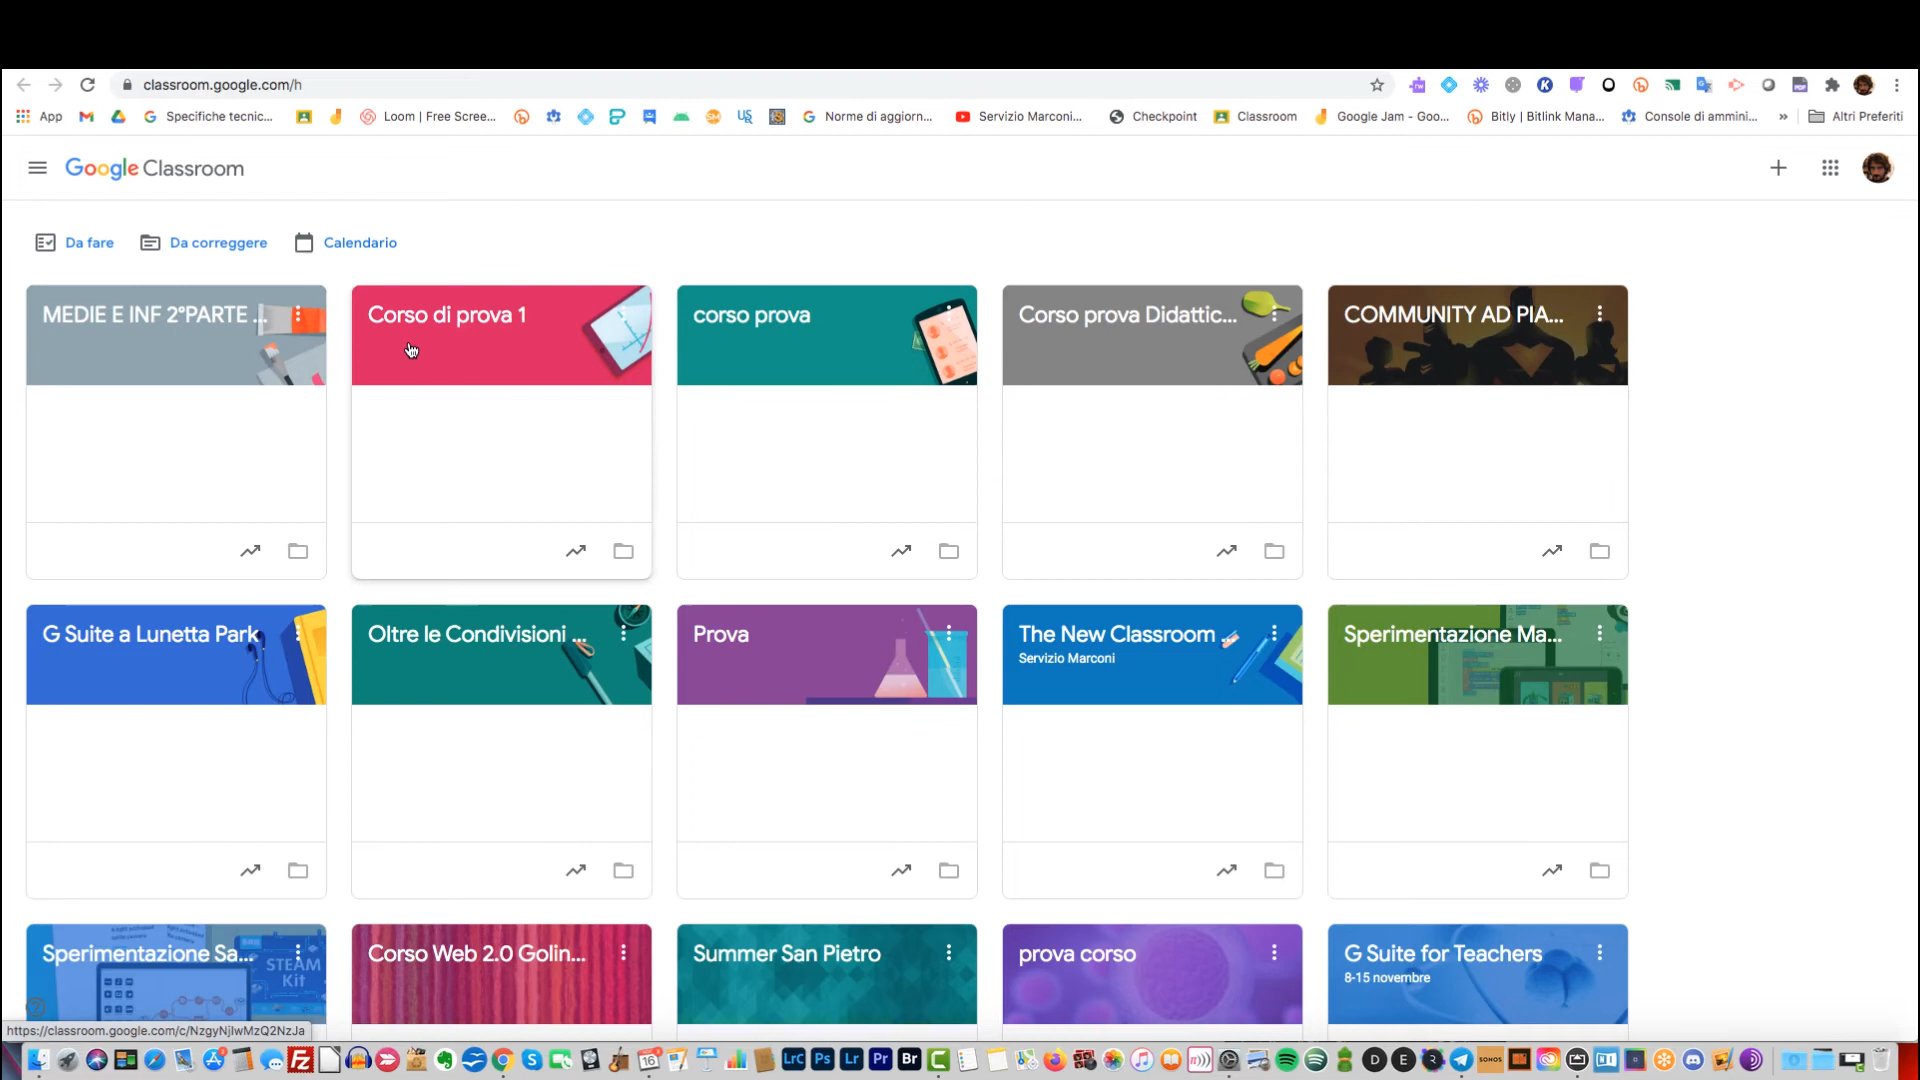 classroom.google.com/h
App
Specifiche tecnic...
Loom | Free Scree...
Norme di aggiorn...
Servizio Marconi...
Checkpoint
Classroom
Google Jam - Goo...
Bitly | Bitlink Mana...
Console di ammini...
»
Altri Preferiti
Google Classroom
Da fare
Da correggere
Calendario
MEDIE E INF 2°PARTE ...
Corso di prova 1
corso prova
Corso prova Didattic...
COMMUNITY AD PIA...
G Suite a Lunetta Park
Oltre le Condivisioni ...
Prova
The New Classroom ...
Servizio Marconi
Sperimentazione Ma...
Sperimentazione Sa...
STEAM
Kit
Corso Web 2.0 Golin...
Summer San Pietro
prova corso
G Suite for Teachers
8-15 novembre
https://classroom.google.com/c/NzgyNjIwMzQ2NzJa
16
LrC Ps Lr Pr Br
D E
SONOS